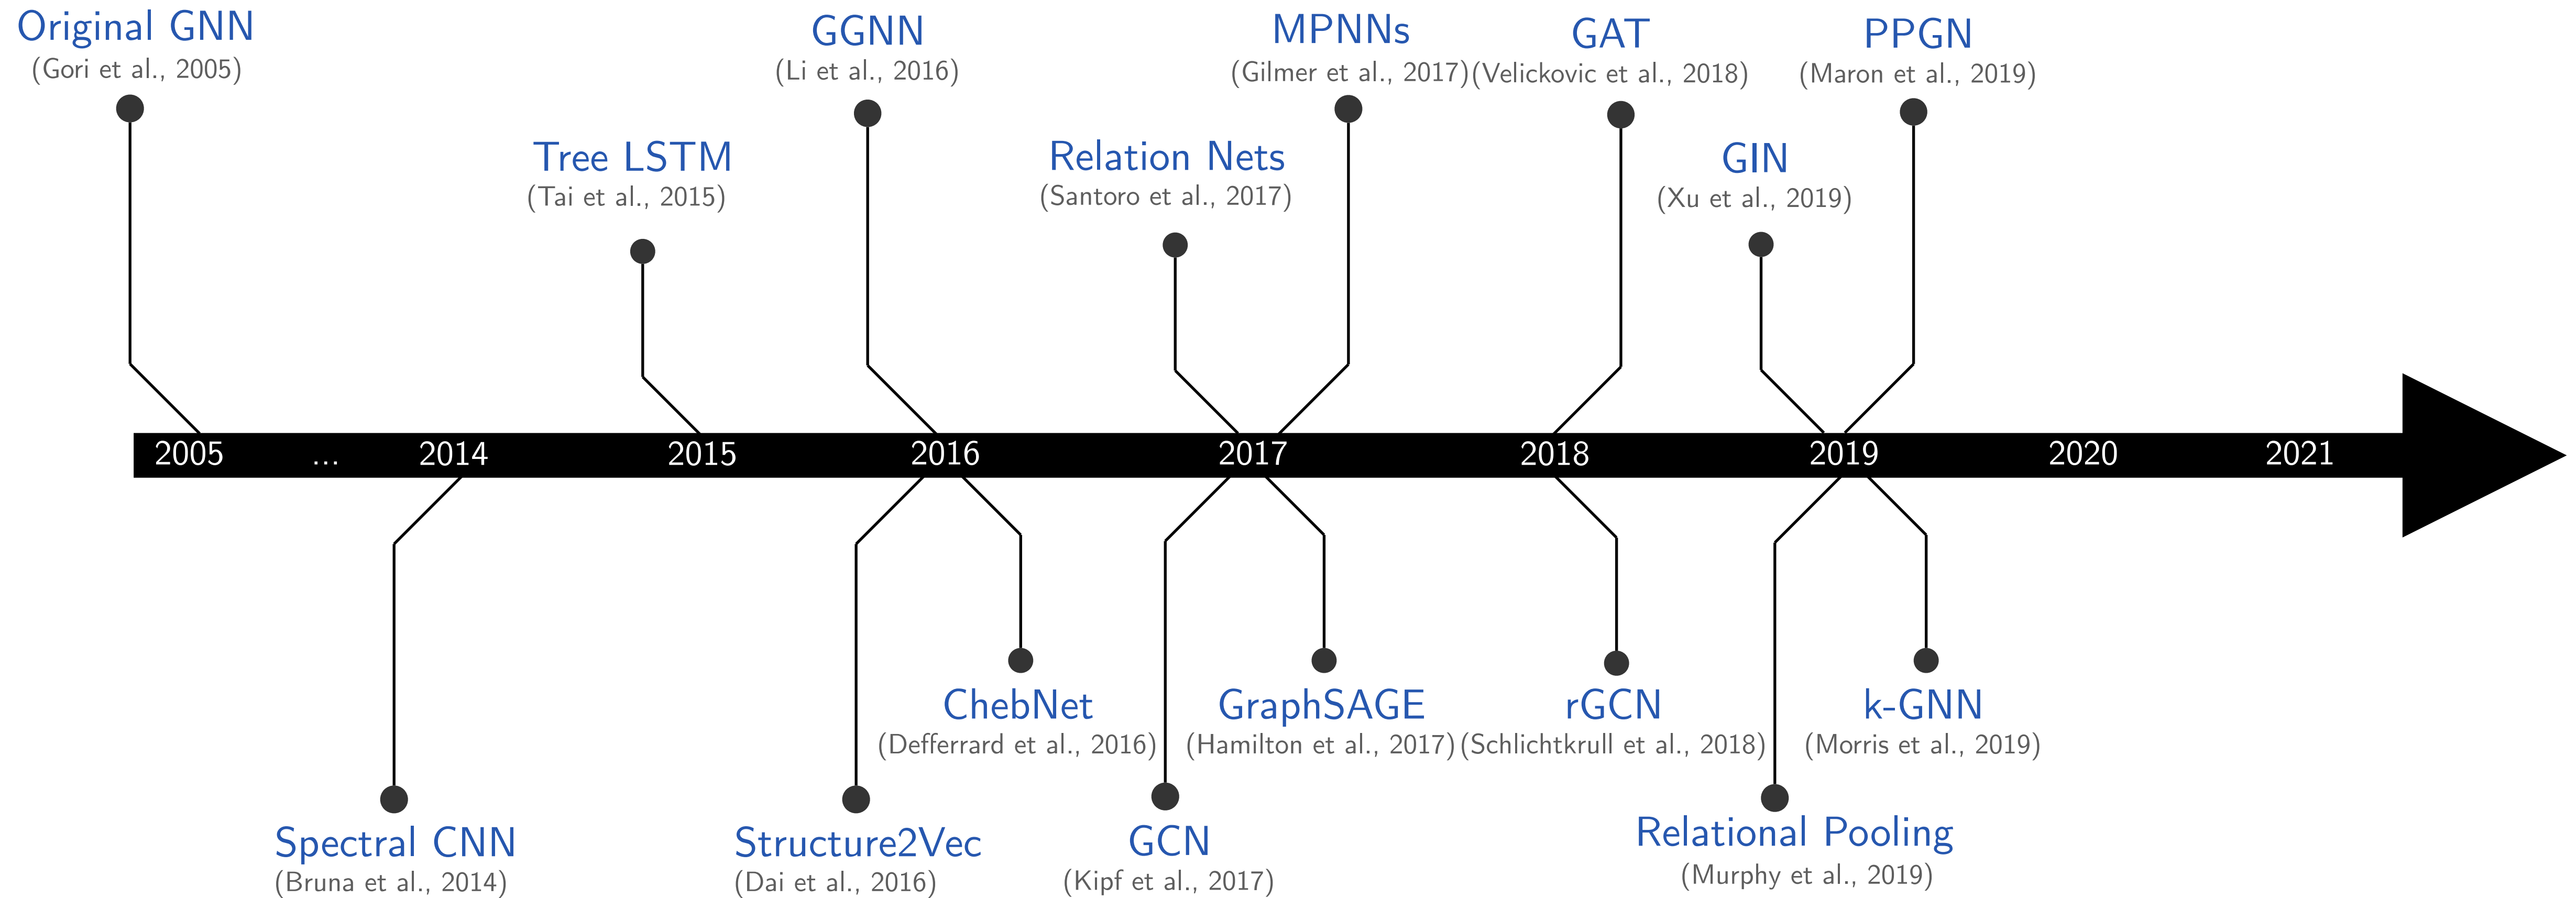 Original GNN
(Gori et al., 2005)
GGNN
(Li et al., 2016)
MPNNs
(Gilmer et al., 2017)
GAT
(Velickovic et al., 2018)
PPGN
(Maron et al., 2019)
Tree LSTM
(Tai et al., 2015)
Relation Nets
(Santoro et al., 2017)
GIN
(Xu et al., 2019)
2005 ... 2014 2015 2016 2017 2018 2019 2020 2021
ChebNet
(Defferrard et al., 2016)
GraphSAGE
(Hamilton et al., 2017)
rGCN
(Schlichtkrull et al., 2018)
k-GNN
(Morris et al., 2019)
Spectral CNN
(Bruna et al., 2014)
Structure2Vec
(Dai et al., 2016)
GCN
(Kipf et al., 2017)
Relational Pooling
(Murphy et al., 2019)